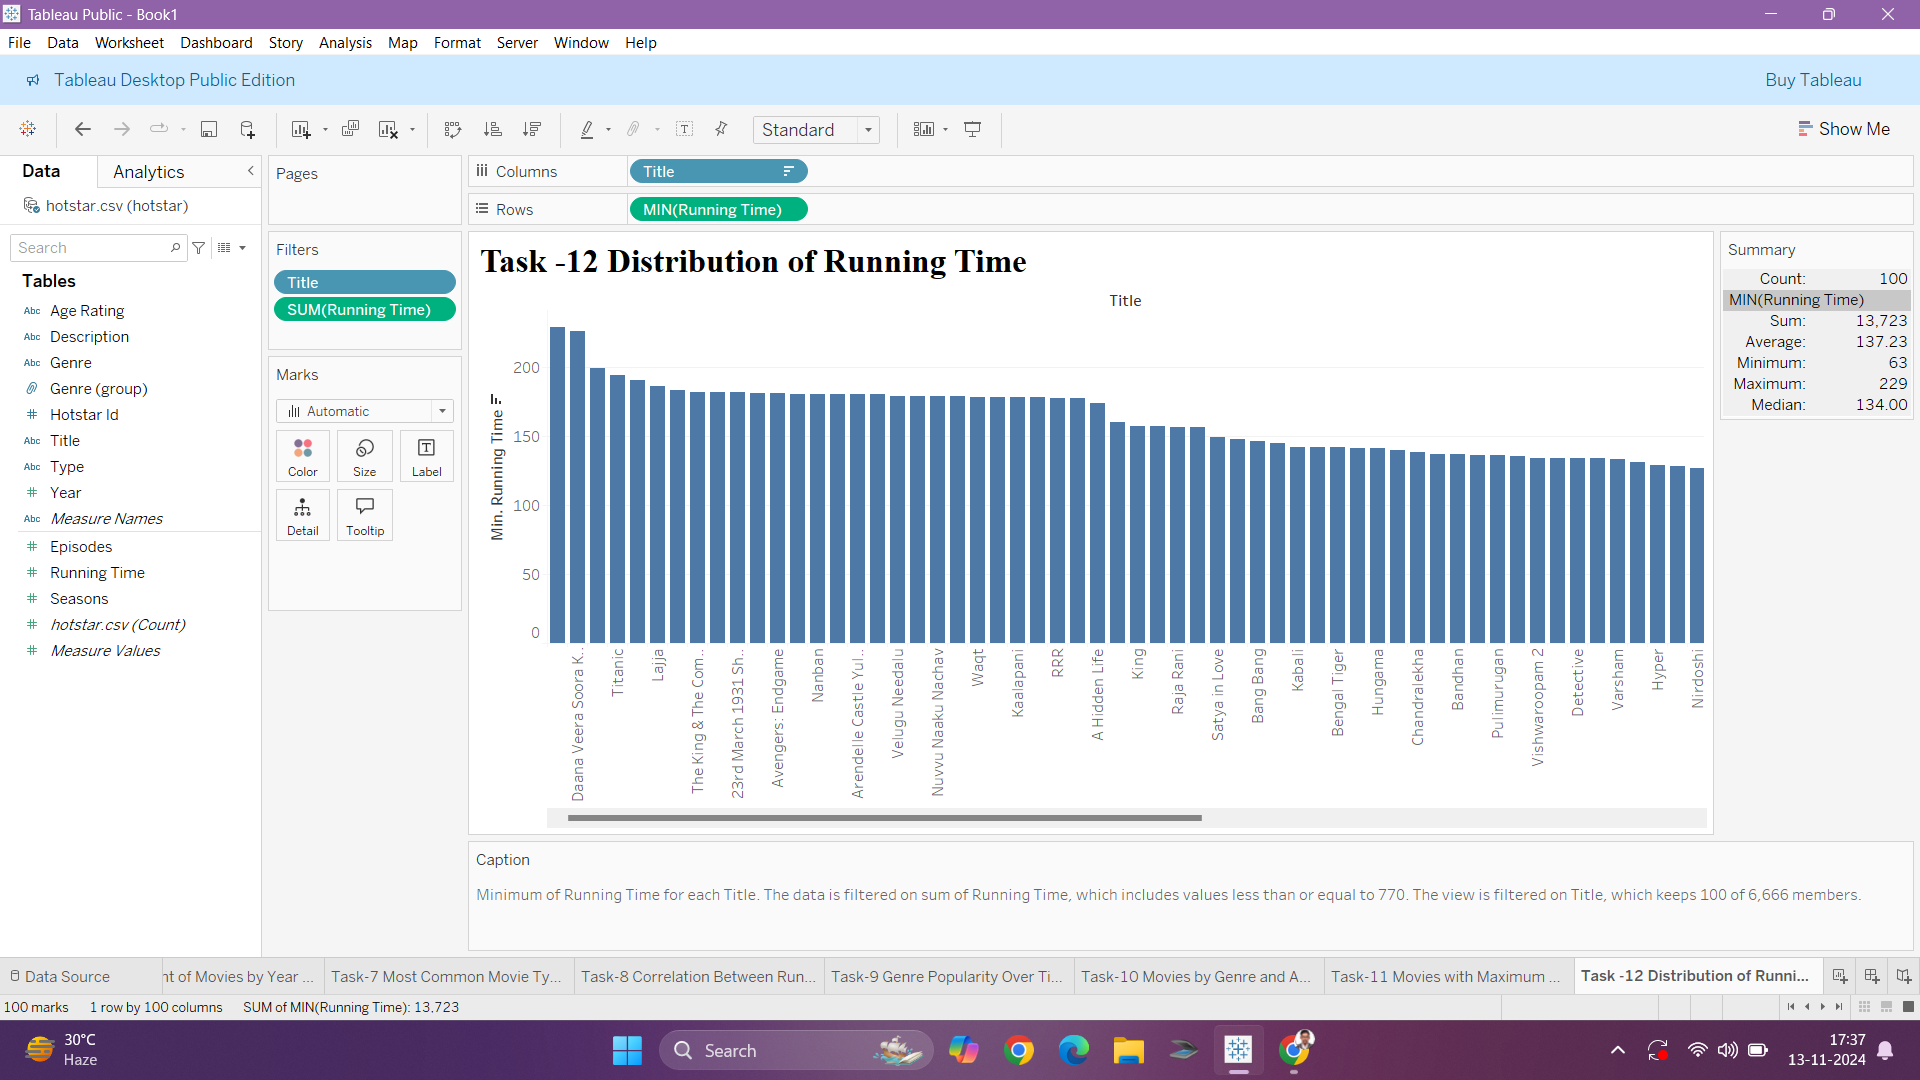 Tableau Public - Book1
File Data Worksheet Dashboard Story Analysis Map Format Server Window Help
Tableau Desktop Public Edition
Buy Tableau
Standard
Show Me
Data Analytics
hotstar.csv (hotstar)
Search
Tables
Abc Age Rating
Abc Description
Abc Genre
Genre (group)
# Hotstar Id
Abc Title
Abc Type
# Year
Abc Measure Names
# Episodes
# Running Time
# Seasons
# hotstar.csv (Count)
# Measure Values
Pages
Filters
Title
SUM(Running Time)
Marks
Automatic
Color Size Label
Detail Tooltip
Columns Title
Rows MIN(Running Time)
Task -12 Distribution of Running Time
Title
Min. Running Time
200
150
100
50
0
Daana Veera Soora K..
Titanic
Lajja
The King & The Com..
23rd March 1931 Sh..
Avengers: Endgame
Nanban
Arendelle Castle Yul..
Velugu Needalu
Nuvvu Naaku Nachav
Waqt
Kaalapani
RRR
A Hidden Life
King
Raja Rani
Satya in Love
Bang Bang
Kabali
Bengal Tiger
Hungama
Chandralekha
Bandhan
Pulimurugan
Vishwaroopam 2
Detective
Varsham
Hyper
Nirdoshi
Summary
Count: 100
MIN(Running Time)
Sum: 13,723
Average: 137.23
Minimum: 63
Maximum: 229
Median: 134.00
Caption
Minimum of Running Time for each Title. The data is filtered on sum of Running Time, which includes values less than or equal to 770. The view is filtered on Title, which keeps 100 of 6,666 members.
Data Source
nt of Movies by Year ...
Task-7 Most Common Movie Ty...
Task-8 Correlation Between Run...
Task-9 Genre Popularity Over Ti...
Task-10 Movies by Genre and A...
Task-11 Movies with Maximum ...
Task -12 Distribution of Runni...
100 marks 1 row by 100 columns SUM of MIN(Running Time): 13,723
30°C
Haze
Search
17:37
13-11-2024